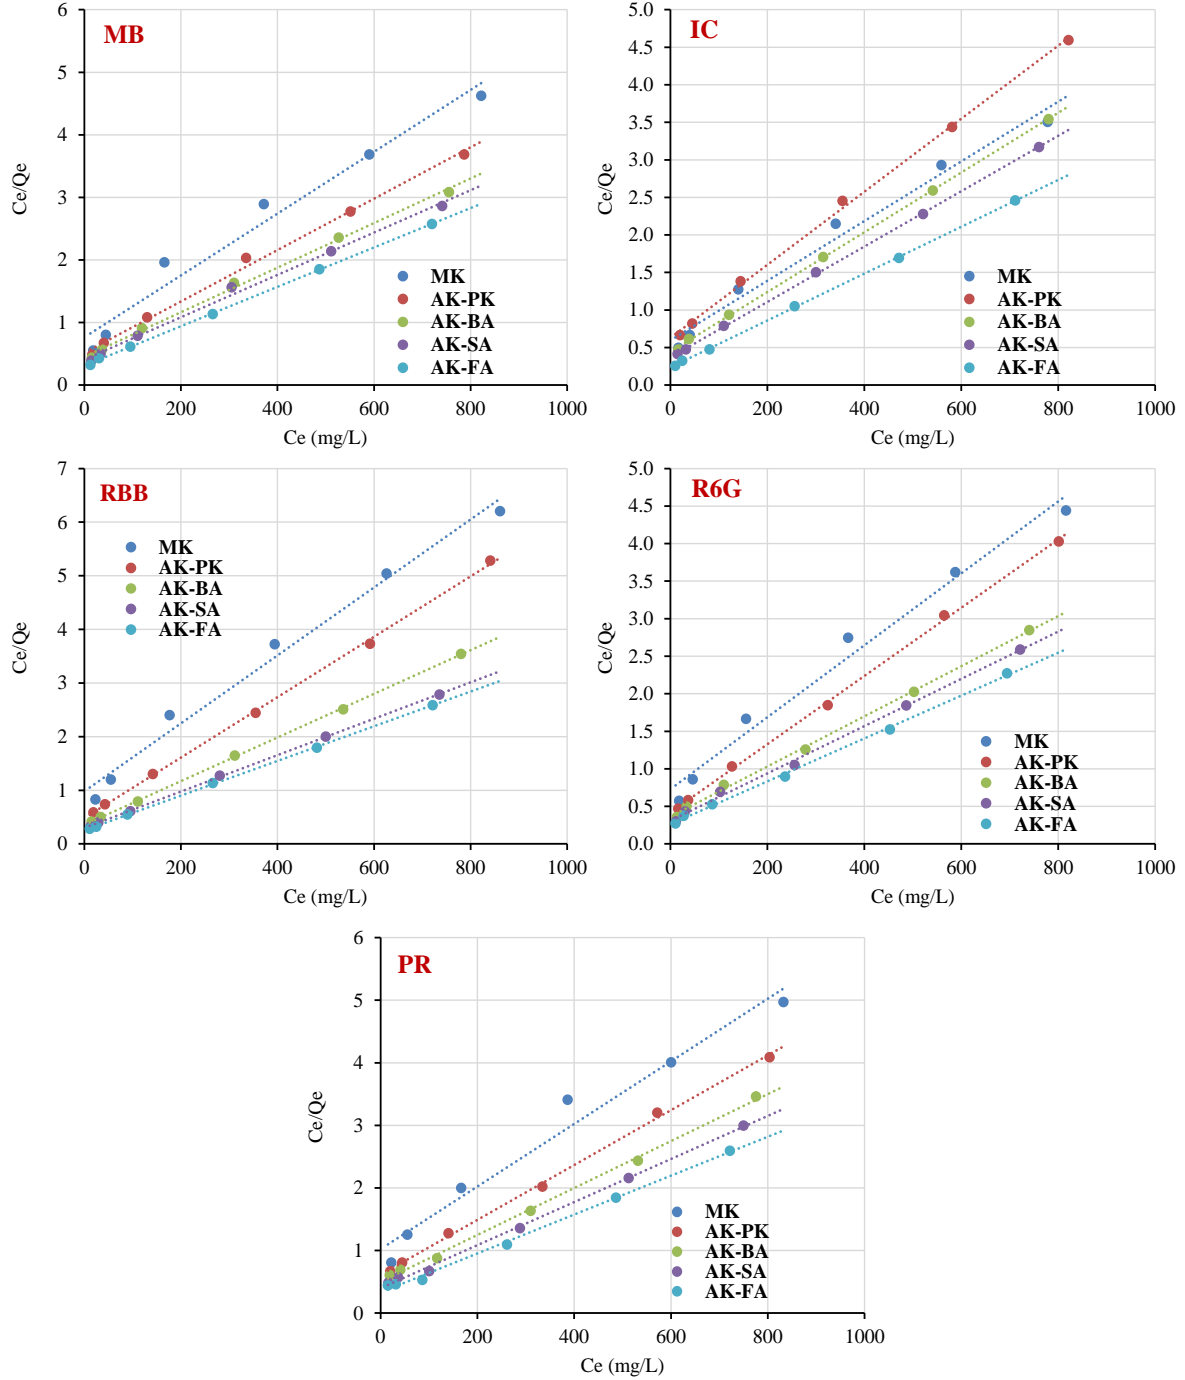 MB
Ce/Qe
6
5
4
3
2
1
0
MK
AK-PK
AK-BA
AK-SA
AK-FA
0 200 400 600 800 1000
Ce (mg/L)
IC
Ce/Qe
5.0
4.5
4.0
3.5
3.0
2.5
2.0
1.5
1.0
0.5
0.0
MK
AK-PK
AK-BA
AK-SA
AK-FA
0 200 400 600 800 1000
Ce (mg/L)
RBB
Ce/Qe
7
6
5
4
3
2
1
0
MK
AK-PK
AK-BA
AK-SA
AK-FA
0 200 400 600 800 1000
Ce (mg/L)
R6G
Ce/Qe
5.0
4.5
4.0
3.5
3.0
2.5
2.0
1.5
1.0
0.5
0.0
MK
AK-PK
AK-BA
AK-SA
AK-FA
0 200 400 600 800 1000
Ce (mg/L)
PR
Ce/Qe
6
5
4
3
2
1
0
MK
AK-PK
AK-BA
AK-SA
AK-FA
0 200 400 600 800 1000
Ce (mg/L)